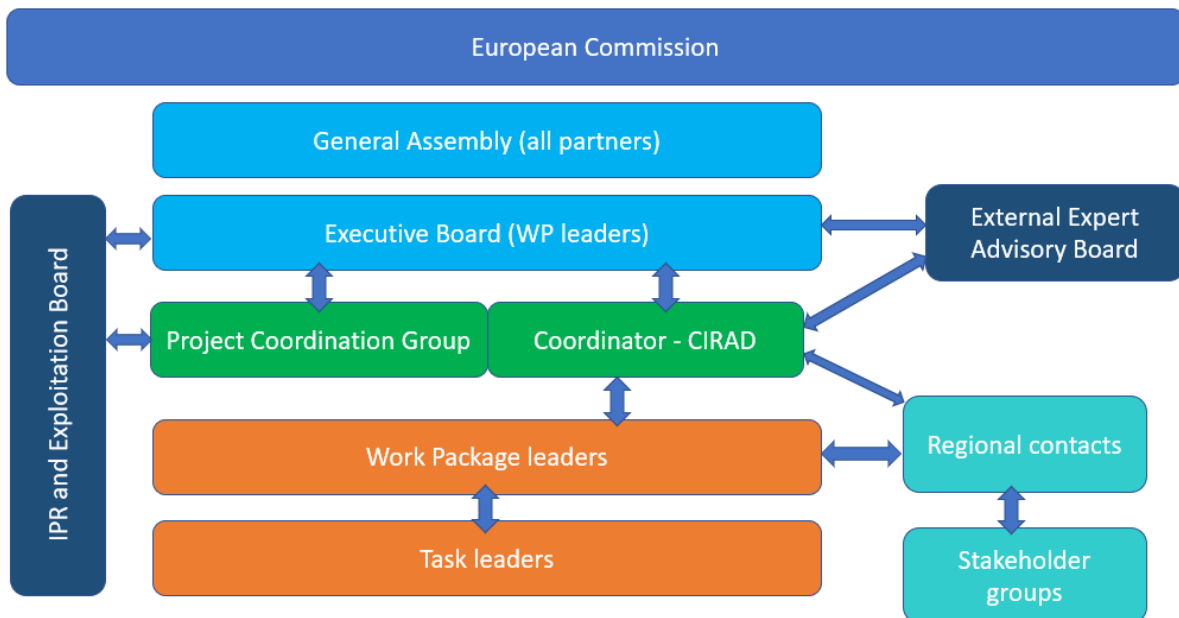 European Commission
General Assembly (all partners)
IPR and Exploitation Board
Executive Board (WP leaders)
External Expert
Advisory Board
Project Coordination Group
Coordinator - CIRAD
Work Package leaders
Regional contacts
Task leaders
Stakeholder
groups